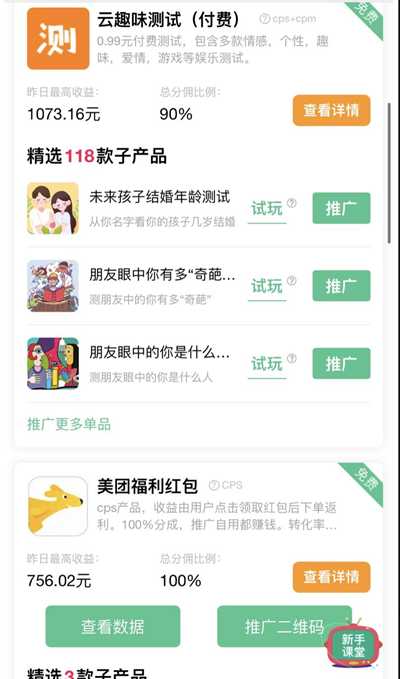 测
云趣味测试（付费）
?cps+cpm
免费
0.99元付费测试，包含多款情感，个性，趣
味，爱情，游戏等娱乐测试。
昨日最高收益：
总分佣比例：
1073.16元
90%
查看详情
精选118款子产品
未来孩子结婚年龄测试
从你名字看你的孩子几岁结婚
试玩?
推广
朋友眼中你有多“奇葩...
测朋友中的你有多“奇葩”
试玩?
推广
朋友眼中的你是什么...
测朋友眼中的你是什么人
试玩?
推广
推广更多单品
美团福利红包
?CPS
免费
cps产品，收益由用户点击领取红包后下单返
利。100%分成，推广自用都赚钱。转化率...
昨日最高收益：
总分佣比例：
756.02元
100%
查看详情
查看数据
推广二维码
新手
课堂
精选3款子产品